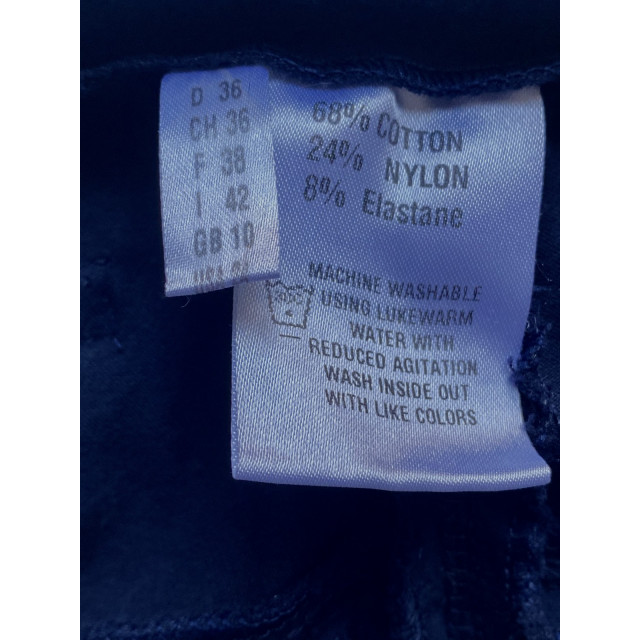 D 36
CH 36
F 38
I 42
GB 10
68% COTTON
24% NYLON
8% Elastane
MACHINE WASHABLE
USING LUKEWARM
WATER WITH
REDUCED AGITATION
WASH INSIDE OUT
WITH LIKE COLORS